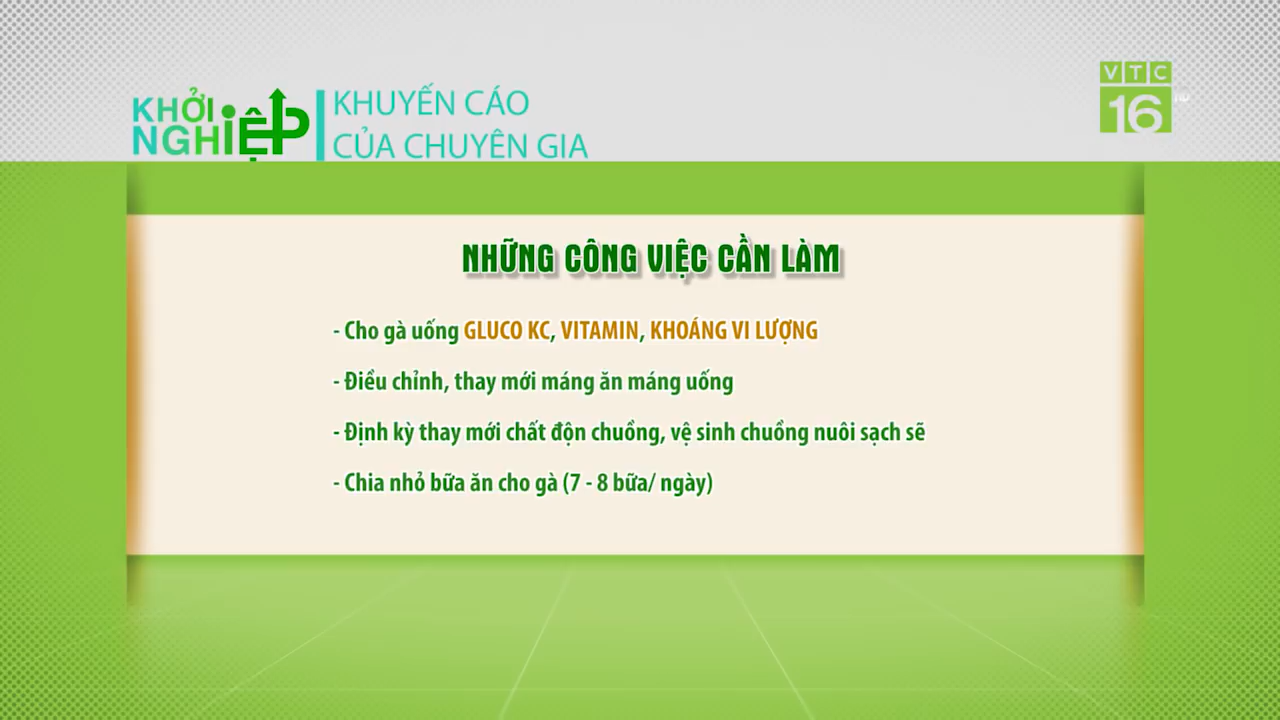 KHỞI NGHIỆP
KHUYẾN CÁO
CỦA CHUYÊN GIA
VTC
16 HD
NHỮNG CÔNG VIỆC CẦN LÀM
- Cho gà uống GLUCO KC, VITAMIN, KHOÁNG VI LƯỢNG
- Điều chỉnh, thay mới máng ăn máng uống
- Định kỳ thay mới chất độn chuồng, vệ sinh chuồng nuôi sạch sẽ
- Chia nhỏ bữa ăn cho gà (7 - 8 bữa/ ngày)